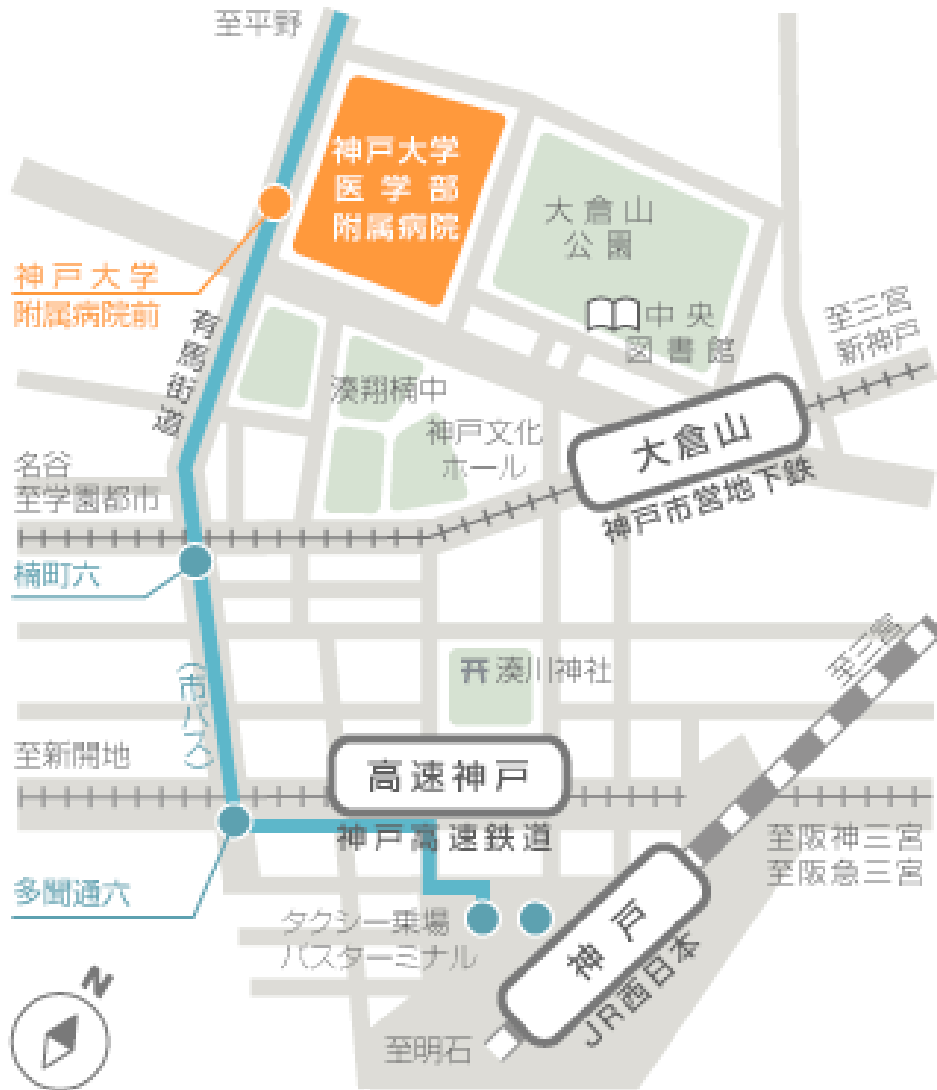 至平野
神戸大学
医学部
附属病院
大倉山
公園
神戸大学
附属病院前
有馬街道
中央
図書館
至三宮
新神戸
湊翔楠中
神戸文化
ホール
大倉山
神戸市営地下鉄
名谷
至学園都市
楠町六
至三宮
湊川神社
(市バス)
至新開地
高速神戸
神戸高速鉄道
至阪神三宮
至阪急三宮
多聞通六
タクシー乗場
バスターミナル
神戸
JR西日本
N
至明石